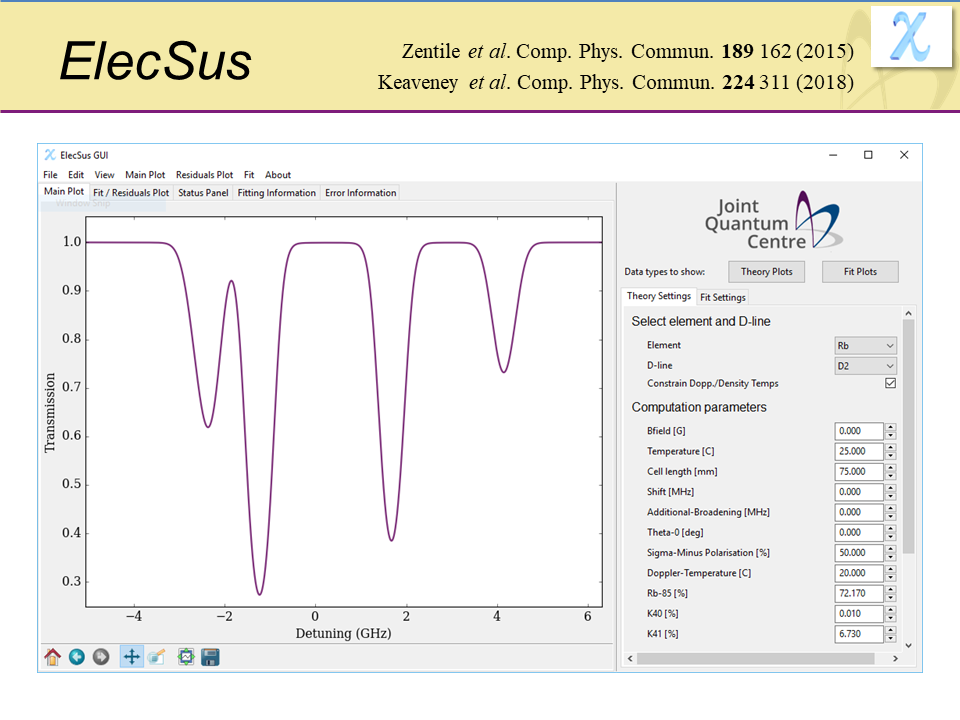 ElecSus
Zentile et al. Comp. Phys. Commun. 189 162 (2015)
Keaveney et al. Comp. Phys. Commun. 224 311 (2018)
ElecSus GUI
File Edit View Main Plot Residuals Plot Fit About
Main Plot Fit / Residuals Plot Status Panel Fitting Information Error Information
Window Snip
1.0
0.9
0.8
0.7
0.6
0.5
0.4
0.3
Transmission
−4 −2 0 2 4 6
Detuning (GHz)
Joint
Quantum
Centre
Data types to show: Theory Plots Fit Plots
Theory Settings Fit Settings
Select element and D-line
Element Rb
D-line D2
Constrain Dopp./Density Temps
Computation parameters
Bfield [G] 0.000
Temperature [C] 25.000
Cell length [mm] 75.000
Shift [MHz] 0.000
Additional-Broadening [MHz] 0.000
Theta-0 [deg] 0.000
Sigma-Minus Polarisation [%] 50.000
Doppler-Temperature [C] 20.000
Rb-85 [%] 72.170
K40 [%] 0.010
K41 [%] 6.730